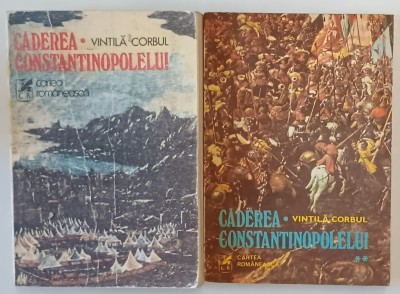 CĂDEREA • VINTILĂ CORBUL
CONSTANTINOPOLELUI
cartea
românească
CĂDEREA • VINTILĂ CORBUL
CONSTANTINOPOLELUI
**
CARTEA
ROMÂNEASCĂ